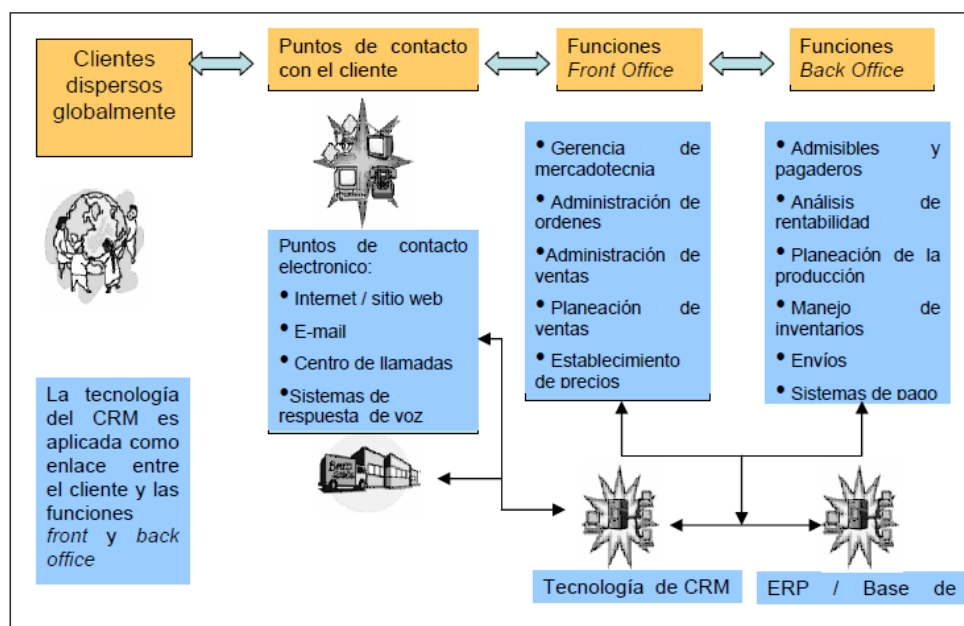 Clientes
dispersos
globalmente
Puntos de contacto
con el cliente
Funciones
Front Office
Funciones
Back Office
Puntos de contacto
electronico:
• Internet / sitio web
• E-mail
• Centro de llamadas
•Sistemas de
respuesta de voz
• Gerencia de
mercadotecnia
• Administración de
ordenes
•Administración de
ventas
• Planeación de
ventas
• Establecimiento
de precios
• Admisibles y
pagaderos
• Análisis de
rentabilidad
• Planeación de la
producción
• Manejo de
inventarios
• Envíos
• Sistemas de pago
La tecnología
del CRM es
aplicada como
enlace entre
el cliente y las
funciones
front y back
office
Tecnología de CRM
ERP / Base de